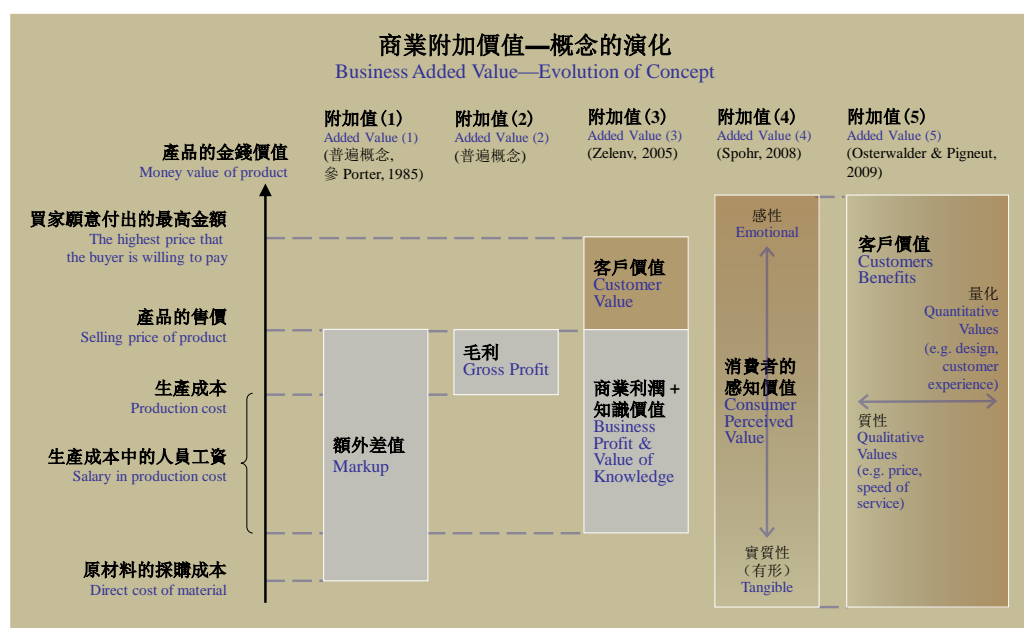 商業附加價值—概念的演化
Business Added Value—Evolution of Concept
附加值(1)
Added Value (1)
(普遍概念,
參 Porter, 1985)
附加值(2)
Added Value (2)
(普遍概念)
附加值(3)
Added Value (3)
(Zelenv, 2005)
附加值(4)
Added Value (4)
(Spohr, 2008)
附加值(5)
Added Value (5)
(Osterwalder & Pigneut,
2009)
產品的金錢價值
Money value of product
買家願意付出的最高金額
The highest price that
the buyer is willing to pay
產品的售價
Selling price of product
生產成本
Production cost
生產成本中的人員工資
Salary in production cost
原材料的採購成本
Direct cost of material
額外差值
Markup
毛利
Gross Profit
客戶價值
Customer
Value
商業利潤 +
知識價值
Business
Profit &
Value of
Knowledge
感性
Emotional
消費者的
感知價值
Consumer
Perceived
Value
實質性
(有形)
Tangible
客戶價值
Customers
Benefits
量化
Quantitative
Values
(e.g. design,
customer
experience)
質性
Qualitative
Values
(e.g. price,
speed of
service)